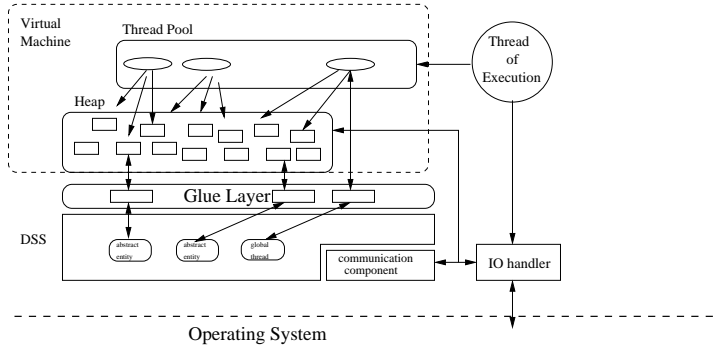 Virtual
Machine
Thread Pool
Thread
of
Execution
Heap
Glue Layer
DSS
abstract
entity
abstract
entity
global
thread
communication
component
IO handler
Operating System